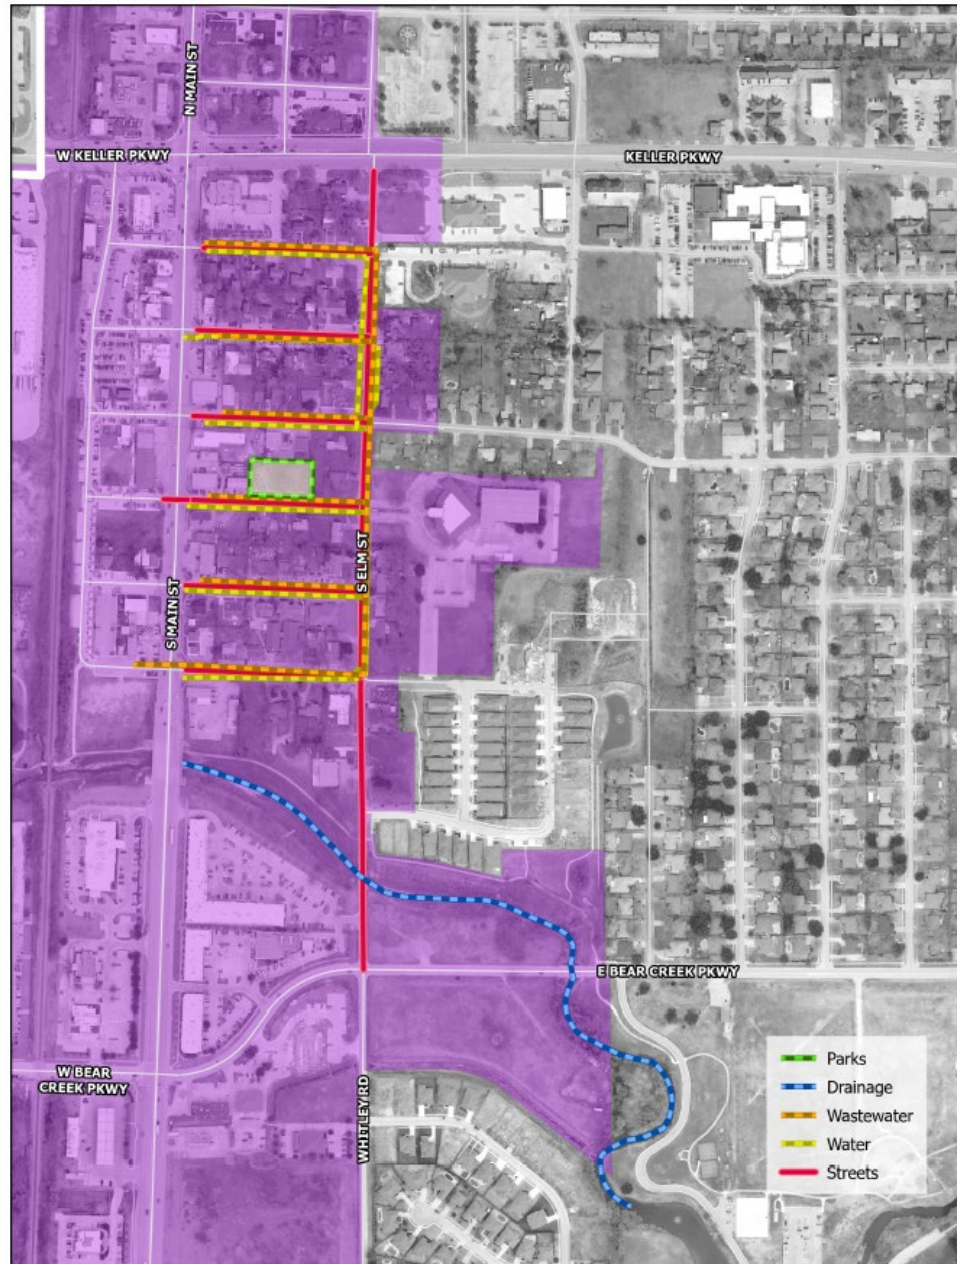 N MAIN ST
W KELLER PKWY
KELLER PKWY
S ELM ST
S MAIN ST
E BEAR CREEK PKWY
W BEAR
CREEK PKWY
WHITLEY RD
Parks
Drainage
Wastewater
Water
Streets